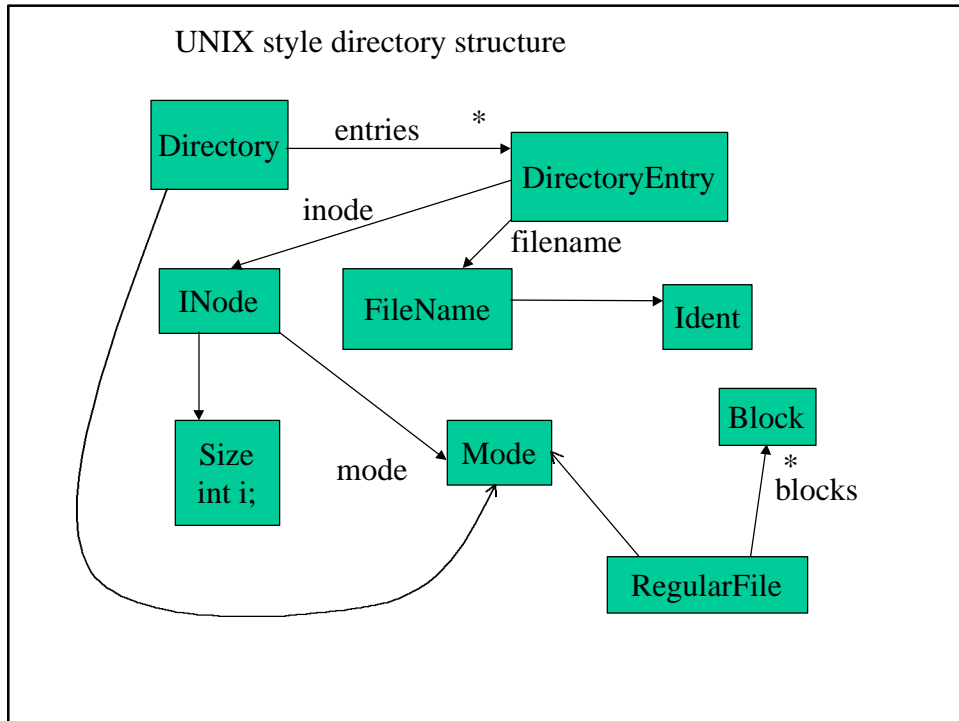 UNIX style directory structure
Directory
entries
*
DirectoryEntry
inode
filename
INode
FileName
Ident
Size
int i;
mode
Mode
Block
*
blocks
RegularFile